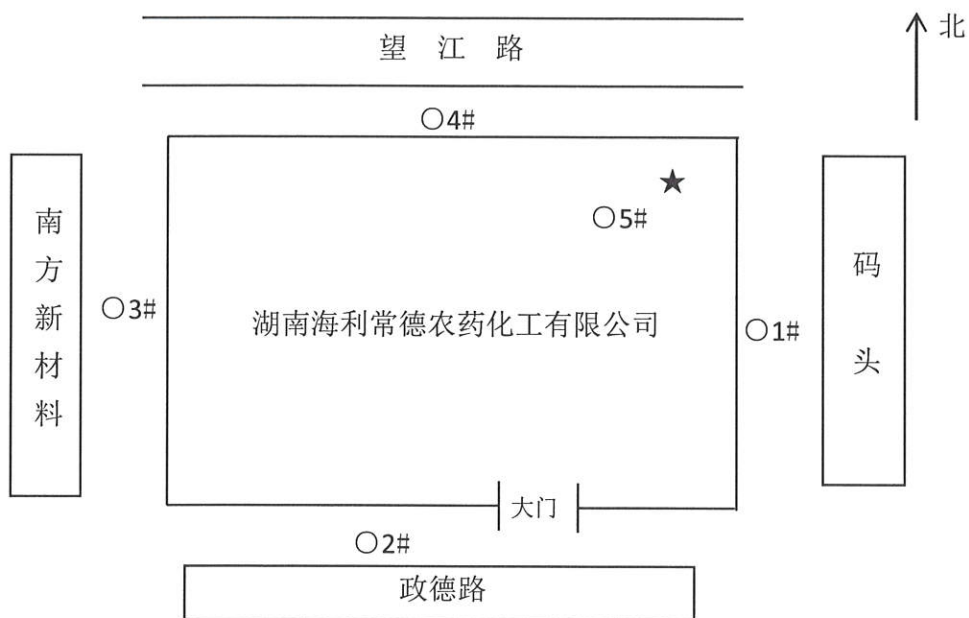 望江路
北
○4#
★
○5#
南方新材料
○3#
湖南海利常德农药化工有限公司
○1#
码头
大门
○2#
政德路